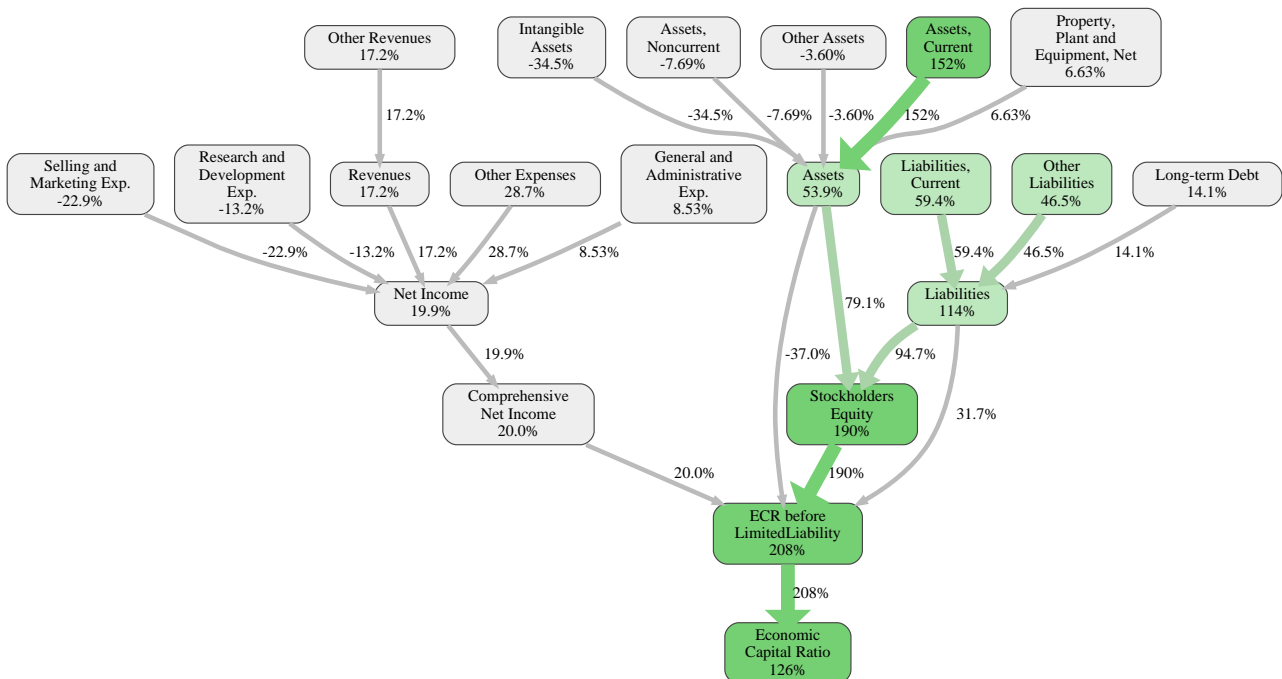 Other Revenues
17.2%
Intangible
Assets
-34.5%
Assets,
Noncurrent
-7.69%
Other Assets
-3.60%
Assets,
Current
152%
Property,
Plant and
Equipment, Net
6.63%
17.2%
-34.5%
-7.69%
-3.60%
152%
6.63%
Selling and
Marketing Exp.
-22.9%
Research and
Development
Exp.
-13.2%
Revenues
17.2%
Other Expenses
28.7%
General and
Administrative
Exp.
8.53%
Assets
53.9%
Liabilities,
Current
59.4%
Other
Liabilities
46.5%
Long-term Debt
14.1%
-22.9%
-13.2%
17.2%
28.7%
8.53%
59.4%
46.5%
14.1%
Net Income
19.9%
79.1%
Liabilities
114%
19.9%
-37.0%
94.7%
Comprehensive
Net Income
20.0%
Stockholders
Equity
190%
31.7%
20.0%
190%
ECR before
LimitedLiability
208%
208%
Economic
Capital Ratio
126%